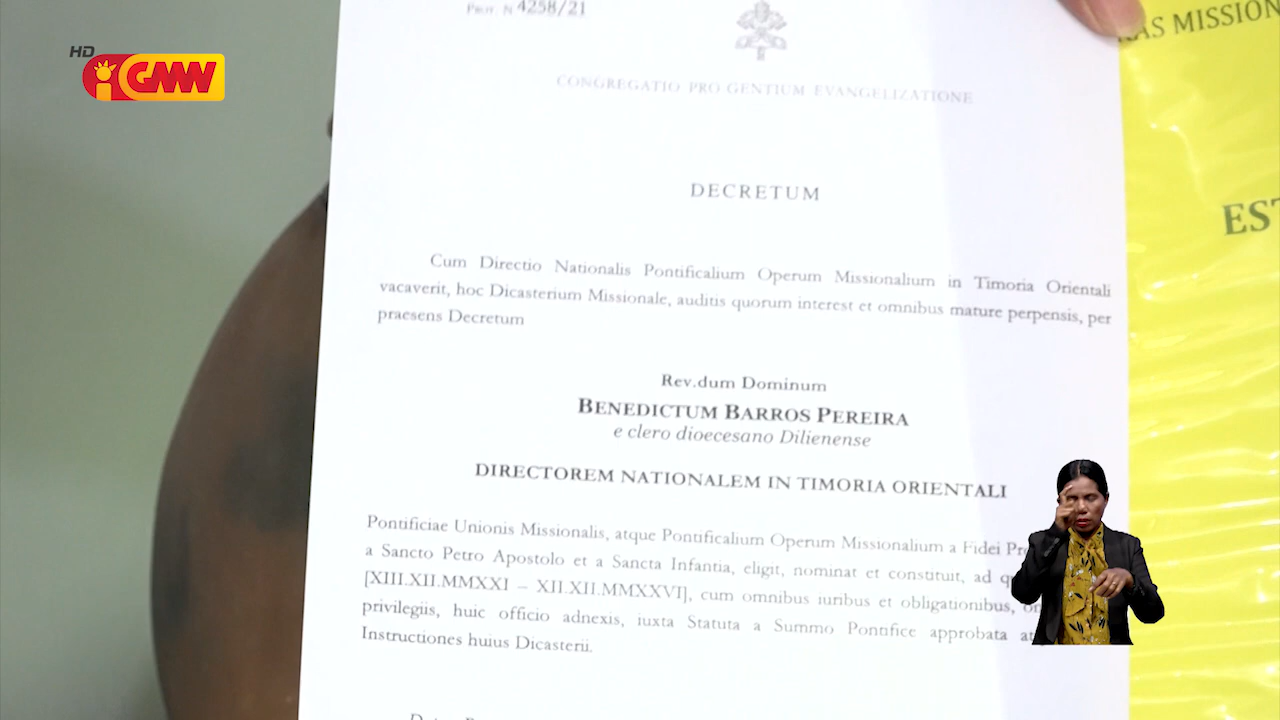 HD
GMW
Prot. N 4258/21
CONGREGATIO PRO GENTIUM EVANGELIZATIONE
DECRETUM
Cum Directio Nationalis Pontificalium Operum Missionalium in Timoria Orientali
vacaverit, hoc Dicasterium Missionale, auditis quorum interest et omnibus mature perpensis, per
praesens Decretum
Rev.dum Dominum
BENEDICTUM BARROS PEREIRA
e clero dioecesano Dilienense
DIRECTOREM NATIONALEM IN TIMORIA ORIENTALI
Pontificiae Unionis Missionalis, atque Pontificalium Operum Missionalium a Fidei
a Sancto Petro Apostolo et a Sancta Infantia, eligit, nominat et constituit, ad
[XIII.XII.MMXXI – XII.XII.MMXXVI], cum omnibus iuribus et obligationibus,
privilegiis, huic officio adnexis, iuxta Statuta a Summo Pontifice approbata
Instructiones huius Dicasterii.
MISSION
EST